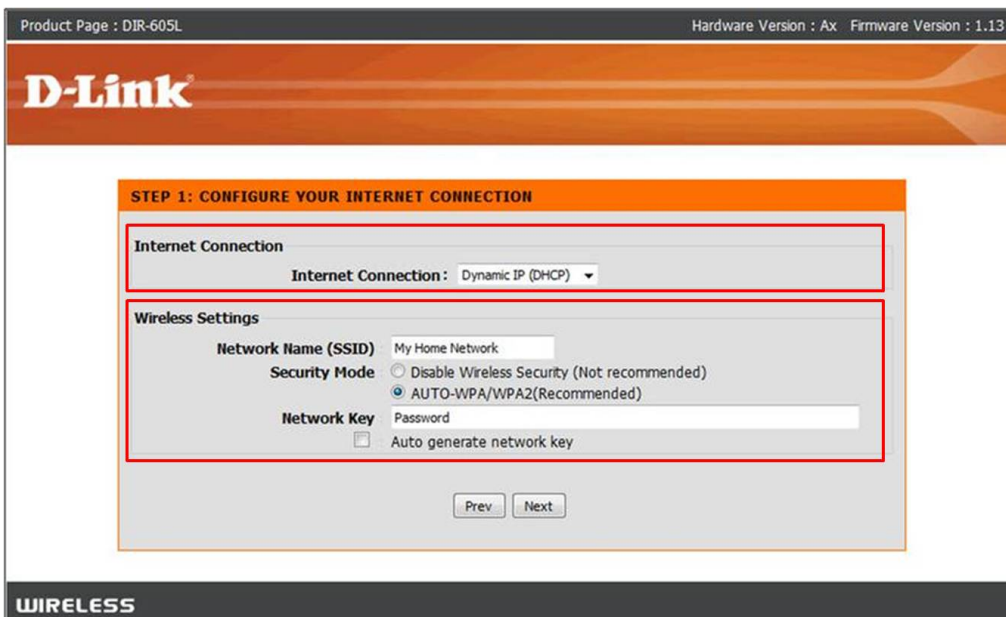 Product Page : DIR-605L Hardware Version : Ax Firmware Version : 1.13
D-Link
STEP 1: CONFIGURE YOUR INTERNET CONNECTION
Internet Connection
Internet Connection : Dynamic IP (DHCP)
Wireless Settings
Network Name (SSID) : My Home Network
Security Mode : Disable Wireless Security (Not recommended)
AUTO-WPA/WPA2(Recommended)
Network Key : Password
: Auto generate network key
Prev Next
WIRELESS